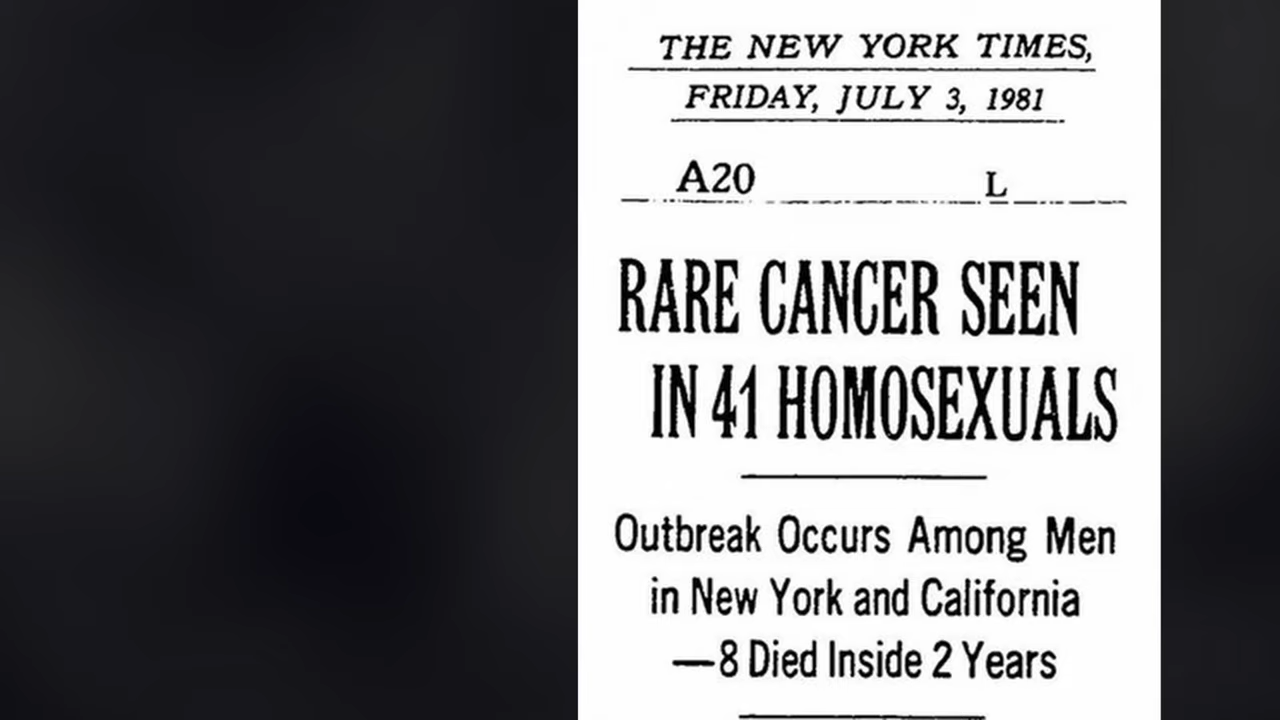 THE NEW YORK TIMES,
FRIDAY, JULY 3, 1981
A20 L
RARE CANCER SEEN
IN 41 HOMOSEXUALS
Outbreak Occurs Among Men
in New York and California
—8 Died Inside 2 Years